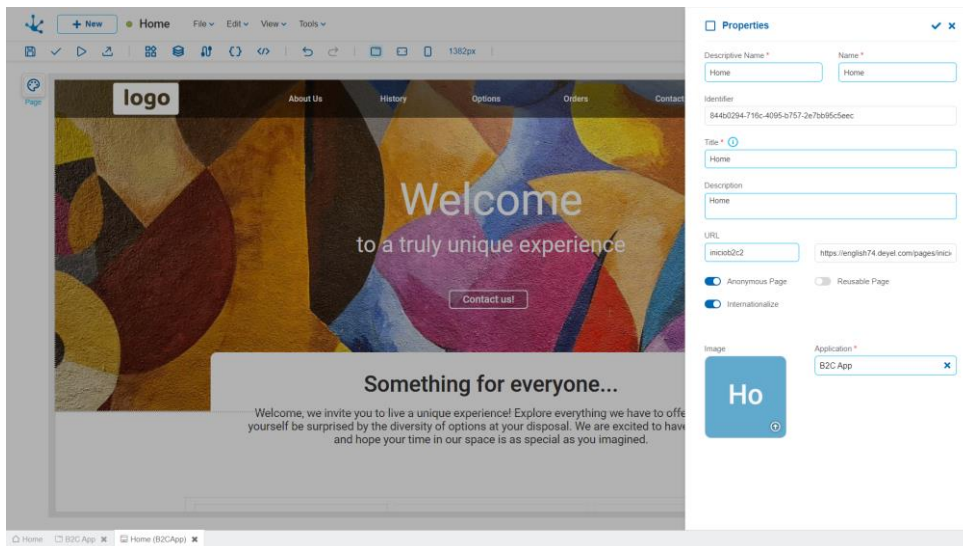 + New
Home
File
Edit
View
Tools
1382px
Page
logo
About Us
History
Options
Orders
Contact
Welcome
to a truly unique experience
Contact us!
Something for everyone...
Welcome, we invite you to live a unique experience! Explore everything we have to offe
yourself be surprised by the diversity of options at your disposal. We are excited to have
and hope your time in our space is as special as you imagined.
Properties
Descriptive Name *
Name *
Home
Home
Identifier
844b0294-716c-4095-b757-2e7bb95c5eec
Title *
Home
Description
Home
URL
iniciob2c2
https://english74.deyel.com/pages/inici
Anonymous Page
Reusable Page
Internationalize
Image
Application *
Ho
B2C App
Home
B2C App
Home (B2CApp)